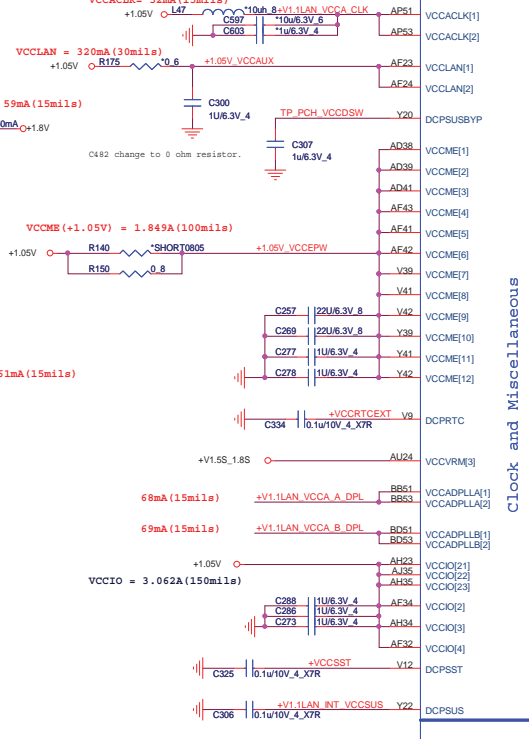 VCCACLK= 52mA(15mils)
+1.05V L47 *10uh_8 +V1.1LAN_VCCA_CLK AP51 VCCACLK[1]
C597 *10u/6.3V_6
C603 *1u/6.3V_4 AP53 VCCACLK[2]
VCCLAN = 320mA(30mils)
+1.05V R175 *0_6 +1.05V_VCCAUX AF23 VCCLAN[1]
AF24 VCCLAN[2]
59mA(15mils)
0mA +1.8V
C300
1U/6.3V_4
TP_PCH_VCCDSW Y20 DCPSUSBYP
C307
1u/6.3V_4
C482 change to 0 ohm resistor.
AD38 VCCME[1]
AD39 VCCME[2]
AD41 VCCME[3]
AF43 VCCME[4]
VCCME(+1.05V) = 1.849A(100mils)
AF41 VCCME[5]
+1.05V R140 *SHORT0805 +1.05V_VCCEPW AF42 VCCME[6]
R150 0_8 V39 VCCME[7]
V41 VCCME[8]
C257 22U/6.3V_8 V42 VCCME[9]
C269 22U/6.3V_8 Y39 VCCME[10]
C277 1U/6.3V_4 Y41 VCCME[11]
51mA(15mils)
C278 1U/6.3V_4 Y42 VCCME[12]
Clock and Miscellaneous
C334 0.1u/10V_4_X7R +VCCRTCEXT V9 DCPRTC
+V1.5S_1.8S AU24 VCCVRM[3]
68mA(15mils) +V1.1LAN_VCCA_A_DPL BB51 VCCADPLLA[1]
BB53 VCCADPLLA[2]
69mA(15mils) +V1.1LAN_VCCA_B_DPL BD51 VCCADPLLB[1]
BD53 VCCADPLLB[2]
+1.05V AH23 VCCIO[21]
AJ35 VCCIO[22]
VCCIO = 3.062A(150mils) AH35 VCCIO[23]
C288 1U/6.3V_4 AF34 VCCIO[2]
C286 1U/6.3V_4
C273 1U/6.3V_4 AH34 VCCIO[3]
AF32 VCCIO[4]
C325 0.1u/10V_4_X7R +VCCSST V12 DCPSST
C306 0.1u/10V_4_X7R +V1.1LAN_INT_VCCSUS Y22 DCPSUS